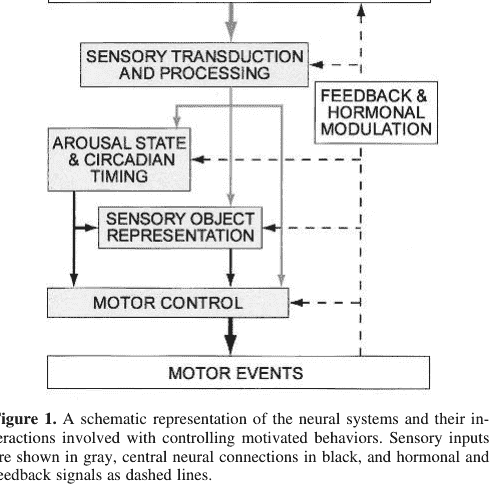 SENSORY TRANSDUCTION
AND PROCESSING
FEEDBACK &
HORMONAL
MODULATION
AROUSAL STATE
& CIRCADIAN
TIMING
SENSORY OBJECT
REPRESENTATION
MOTOR CONTROL
MOTOR EVENTS
igure 1. A schematic representation of the neural systems and their in-
eractions involved with controlling motivated behaviors. Sensory inputs
re shown in gray, central neural connections in black, and hormonal and
eedback signals as dashed lines.